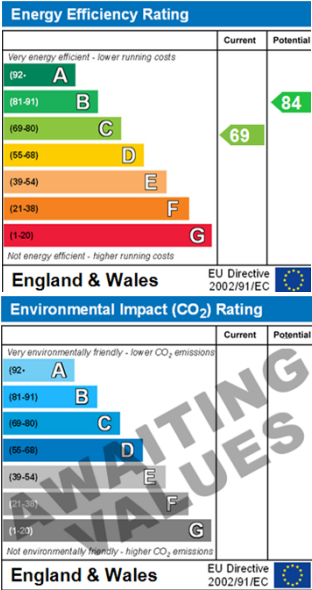 Energy Efficiency Rating
Current Potential
Very energy efficient - lower running costs
(92- A
(81-91) B
(69-80) C
(55-68) D
(39-54) E
(21-38) F
(1-20) G
69
84
Not energy efficient - higher running costs
England & Wales
EU Directive
2002/91/EC
Environmental Impact (CO2) Rating
Current Potential
Very environmentally friendly - lower CO2 emissions
(92- A
(81-91) B
(69-80) C
(55-68) D
(39-54) E
(21-38) F
(1-20) G
AWAITING
VALUES
Not environmentally friendly - higher CO2 emissions
England & Wales
EU Directive
2002/91/EC